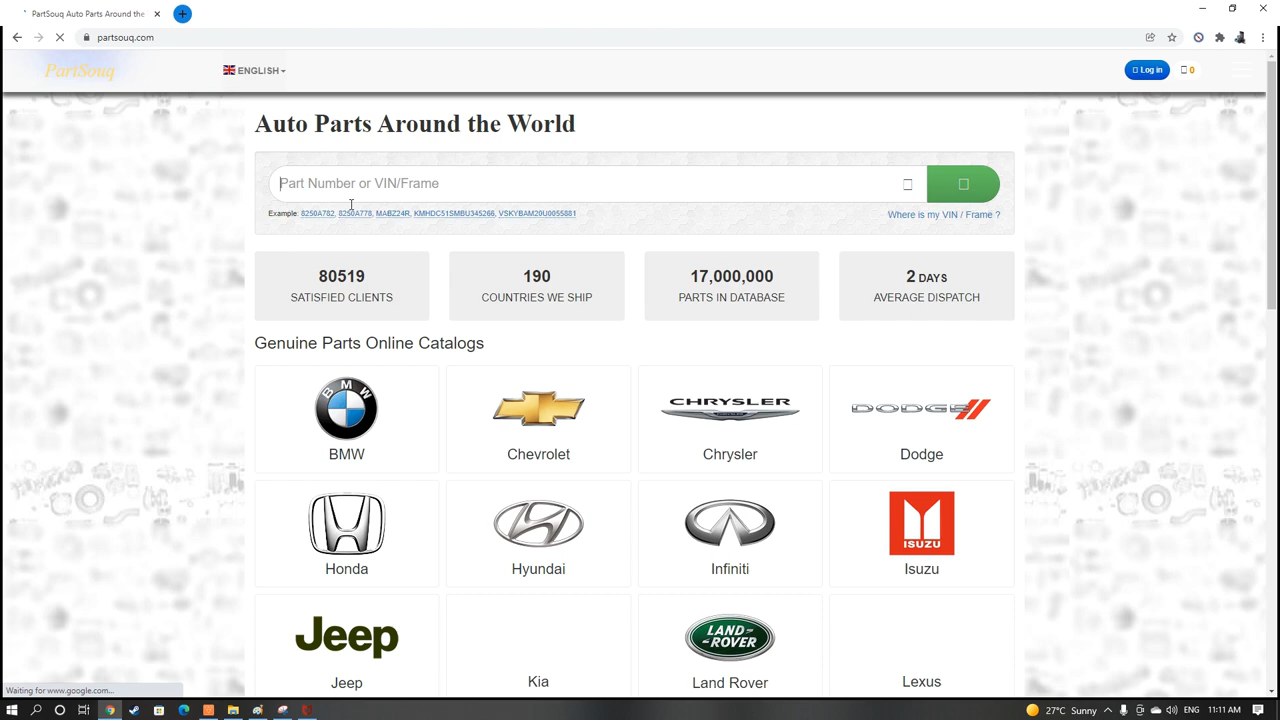 PartSouq Auto Parts Around the
partsouq.com
PartSouq
ENGLISH
Log in
0
Auto Parts Around the World
Part Number or VIN/Frame
Example: 8250A782, 8250A778, MABZ24R, KMHDC51SMBU345266, VSKYBAM20U0055881
Where is my VIN / Frame ?
80519
SATISFIED CLIENTS
190
COUNTRIES WE SHIP
17,000,000
PARTS IN DATABASE
2 DAYS
AVERAGE DISPATCH
Genuine Parts Online Catalogs
BMW
BMW
Chevrolet
CHRYSLER
Chrysler
DODGE
Dodge
Honda
Hyundai
Infiniti
ISUZU
Isuzu
Jeep
Jeep
Kia
LAND ROVER
Land Rover
Lexus
Waiting for www.google.com...
27°C Sunny
ENG
11:11 AM